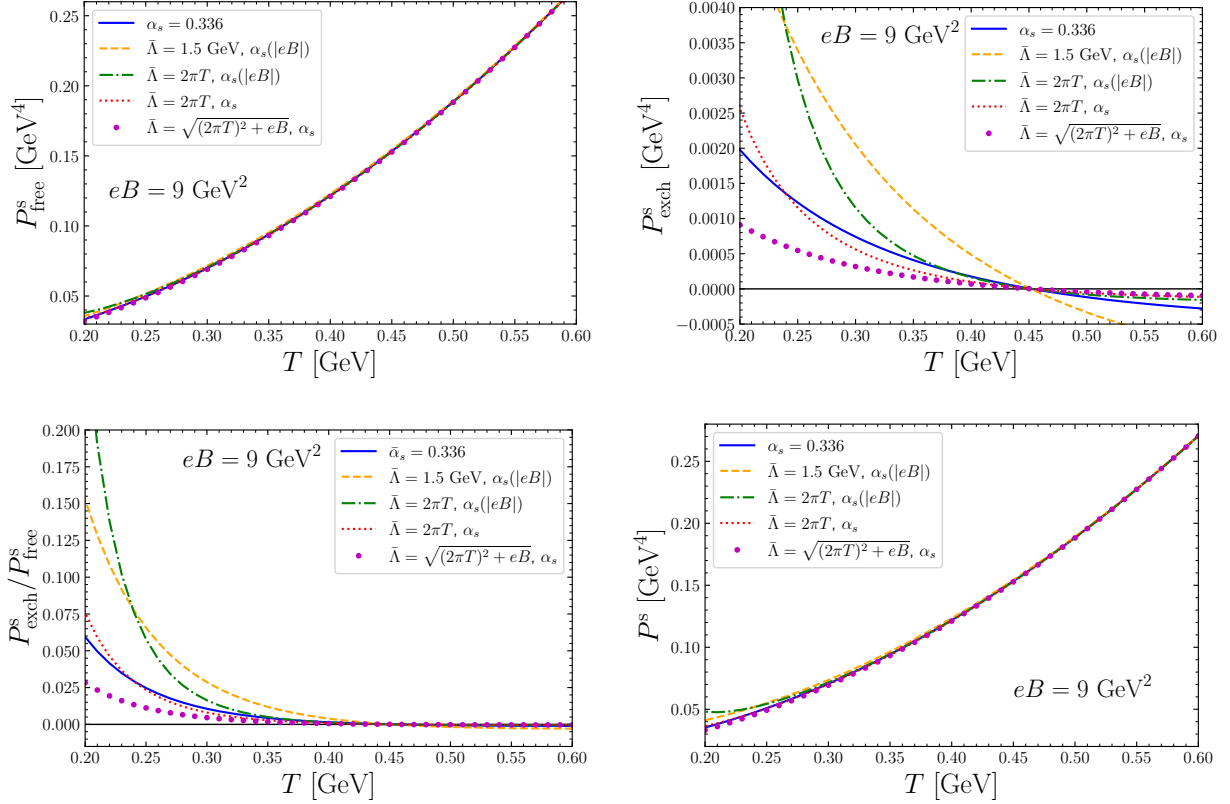 P^s_free [GeV^4]
0.25
0.20
0.15
0.10
0.05
α_s = 0.336
Λ̄ = 1.5 GeV, α_s(|eB|)
Λ̄ = 2πT, α_s(|eB|)
Λ̄ = 2πT, α_s
Λ̄ = √((2πT)² + eB), α_s
eB = 9 GeV²
0.20 0.25 0.30 0.35 0.40 0.45 0.50 0.55 0.60
T [GeV]
P^s_exch [GeV^4]
0.0040
0.0035
0.0030
0.0025
0.0020
0.0015
0.0010
0.0005
0.0000
−0.0005
eB = 9 GeV²
α_s = 0.336
Λ̄ = 1.5 GeV, α_s(|eB|)
Λ̄ = 2πT, α_s(|eB|)
Λ̄ = 2πT, α_s
Λ̄ = √((2πT)² + eB), α_s
0.20 0.25 0.30 0.35 0.40 0.45 0.50 0.55 0.60
T [GeV]
P^s_exch/P^s_free
0.200
0.175
0.150
0.125
0.100
0.075
0.050
0.025
0.000
eB = 9 GeV²
ᾱ_s = 0.336
Λ̄ = 1.5 GeV, α_s(|eB|)
Λ̄ = 2πT, α_s(|eB|)
Λ̄ = 2πT, α_s
Λ̄ = √((2πT)² + eB), α_s
0.20 0.25 0.30 0.35 0.40 0.45 0.50 0.55 0.60
T [GeV]
P^s [GeV^4]
0.25
0.20
0.15
0.10
0.05
α_s = 0.336
Λ̄ = 1.5 GeV, α_s(|eB|)
Λ̄ = 2πT, α_s(|eB|)
Λ̄ = 2πT, α_s
Λ̄ = √((2πT)² + eB), α_s
eB = 9 GeV²
0.20 0.25 0.30 0.35 0.40 0.45 0.50 0.55 0.60
T [GeV]